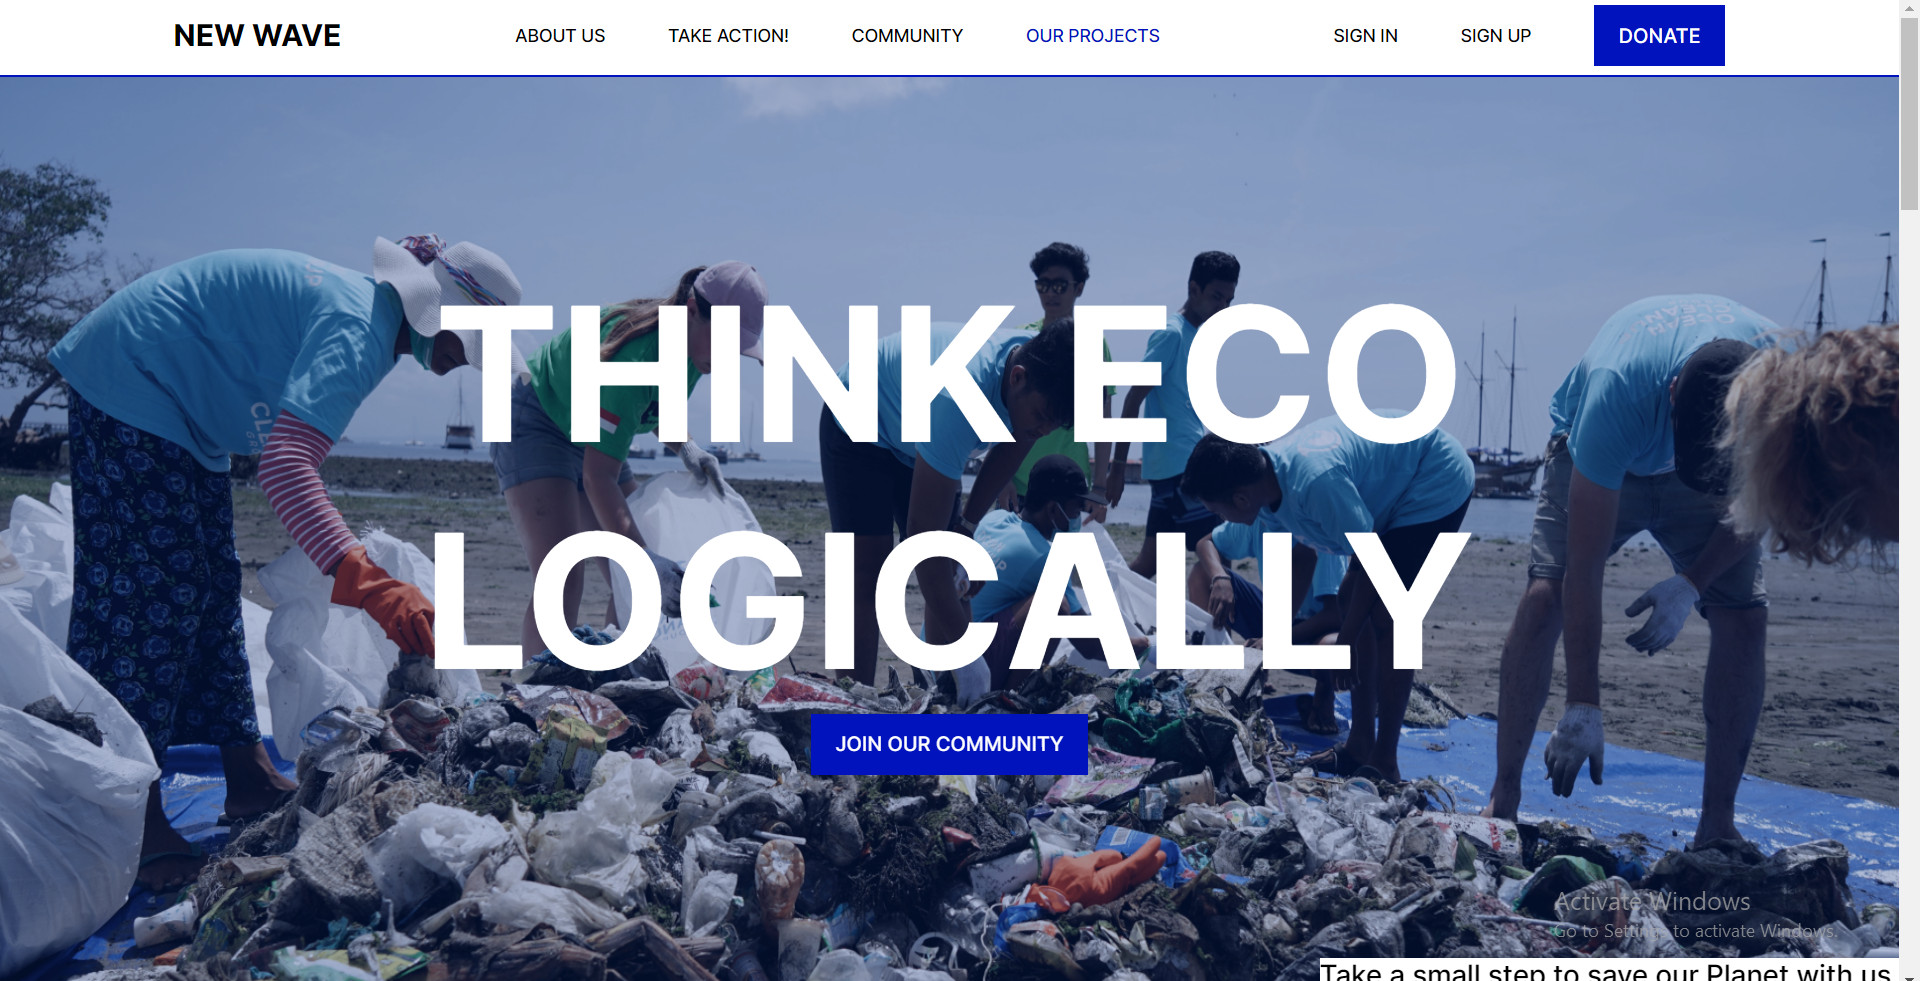 NEW WAVE
ABOUT US
TAKE ACTION!
COMMUNITY
OUR PROJECTS
SIGN IN
SIGN UP
DONATE
THINK ECO
LOGICALLY
JOIN OUR COMMUNITY
Activate Windows
Go to Settings to activate Windows.
Take a small step to save our Planet with us